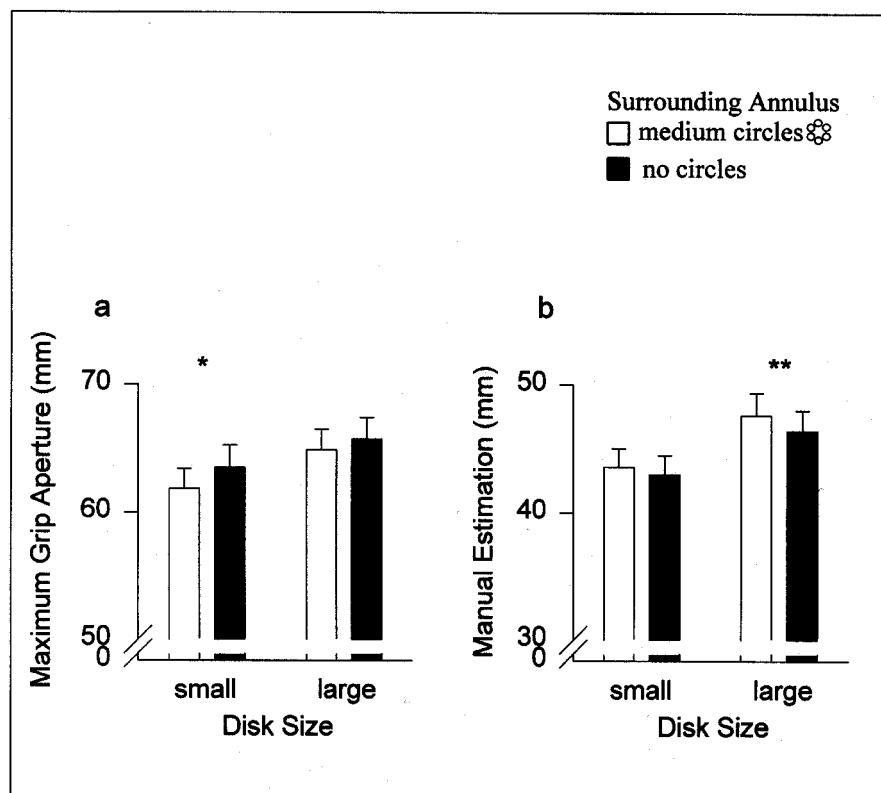 Surrounding Annulus
medium circles
no circles
a
*
Maximum Grip Aperture (mm)
70
60
50
0
small large
Disk Size
b
**
Manual Estimation (mm)
50
40
30
0
small large
Disk Size